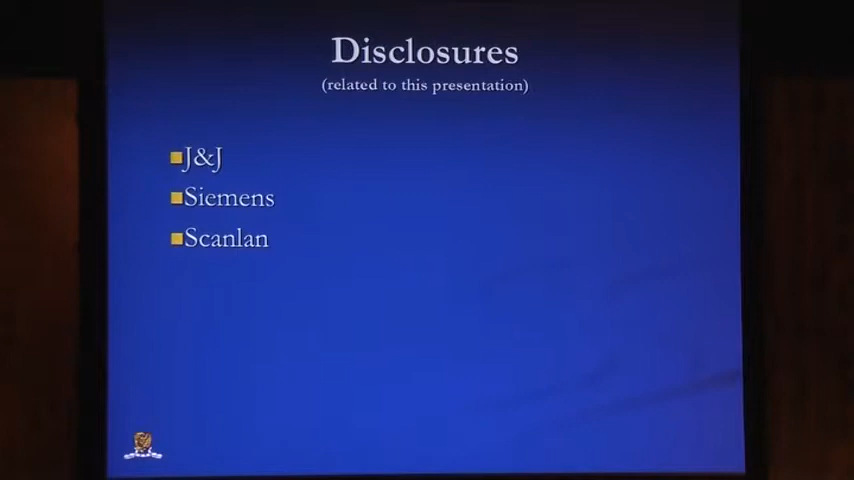 Disclosures
(related to this presentation)
J&J
Siemens
Scanlan